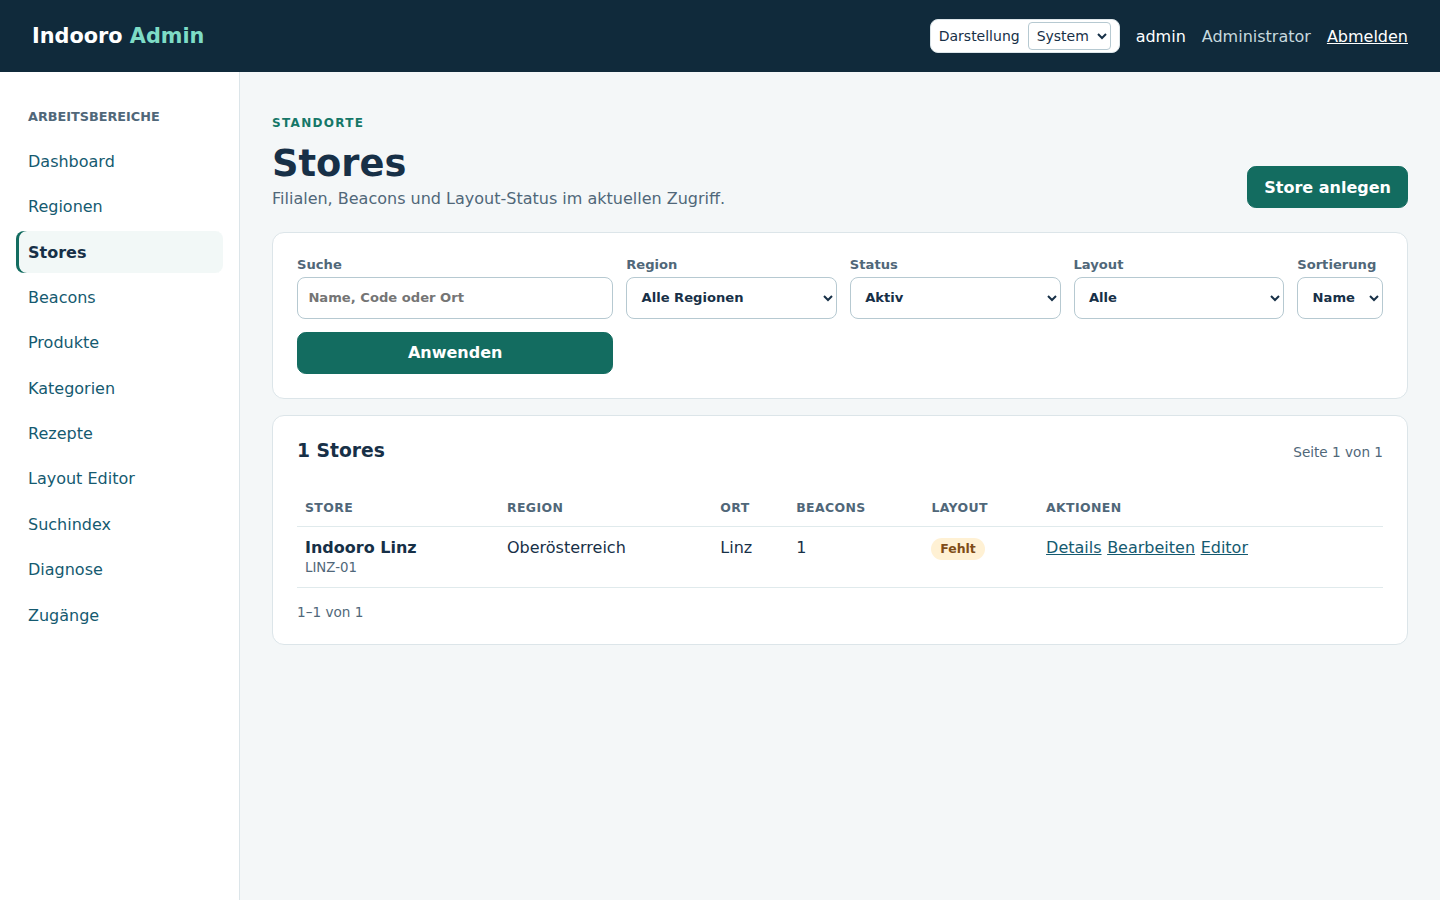 Indooro Admin
Darstellung System admin Administrator Abmelden
ARBEITSBEREICHE
Dashboard
Regionen
Stores
Beacons
Produkte
Kategorien
Rezepte
Layout Editor
Suchindex
Diagnose
Zugänge
STANDORTE
Stores
Filialen, Beacons und Layout-Status im aktuellen Zugriff.
Store anlegen
Suche Region Status Layout Sortierung
Name, Code oder Ort Alle Regionen Aktiv Alle Name
Anwenden
1 Stores
Seite 1 von 1
STORE REGION ORT BEACONS LAYOUT AKTIONEN
Indooro Linz Oberösterreich Linz 1 Fehlt Details Bearbeiten Editor
LINZ-01
1–1 von 1